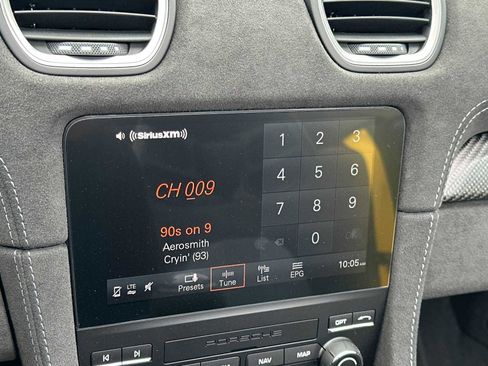 ((SiriusXM))
CH 009
90s on 9
Aerosmith
Cryin' (93)
1 2 3
4 5 6
7 8 9
0
LTE
Presets
Tune
List
EPG
10:05 AM
PORSCHE
OPT
NAV
MAP